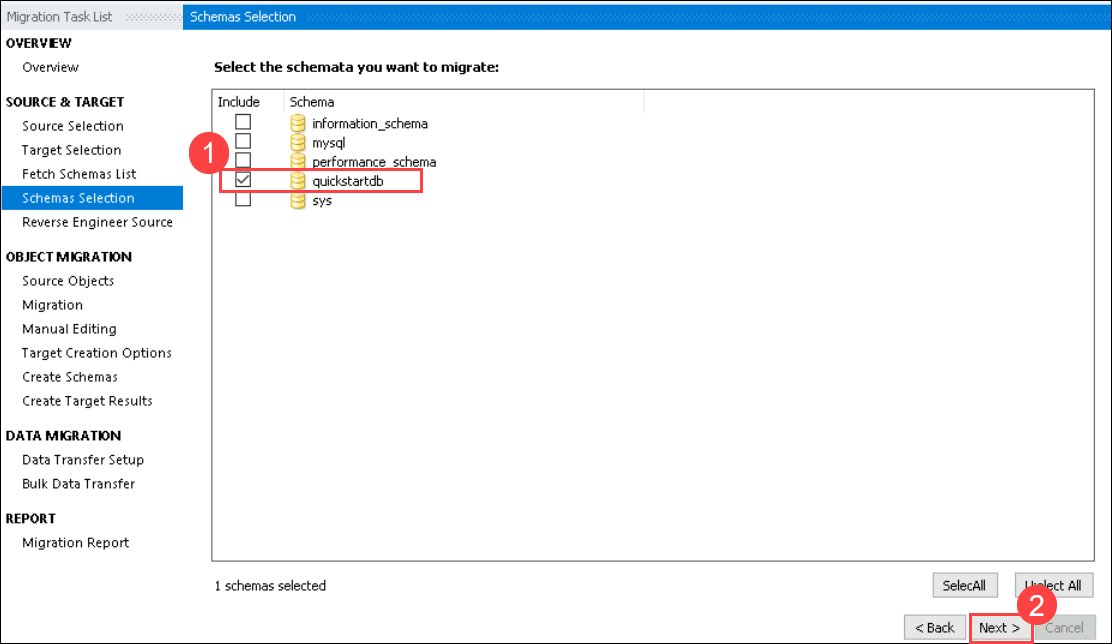 Migration Task List
Schemas Selection
OVERVIEW
Overview
SOURCE & TARGET
Source Selection
Target Selection
Fetch Schemas List
Schemas Selection
Reverse Engineer Source
OBJECT MIGRATION
Source Objects
Migration
Manual Editing
Target Creation Options
Create Schemas
Create Target Results
DATA MIGRATION
Data Transfer Setup
Bulk Data Transfer
REPORT
Migration Report
Select the schemata you want to migrate:
Include Schema
information_schema
mysql
1
performance_schema
quickstartdb
sys
1 schemas selected
SelecAll
All
2
< Back
Next >
Cancel